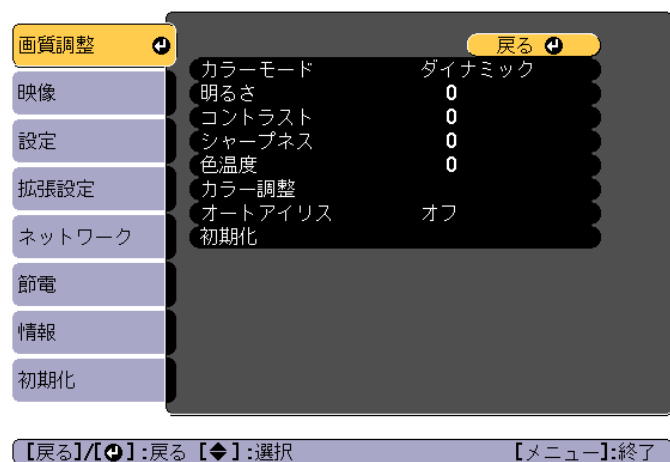 画質調整
映像
設定
拡張設定
ネットワーク
節電
情報
初期化
戻る
カラーモード ダイナミック
明るさ 0
コントラスト 0
シャープネス 0
色温度 0
カラー調整
オートアイリス オフ
初期化
[戻る]/[⏎]:戻る [◆]:選択 [メニュー]:終了